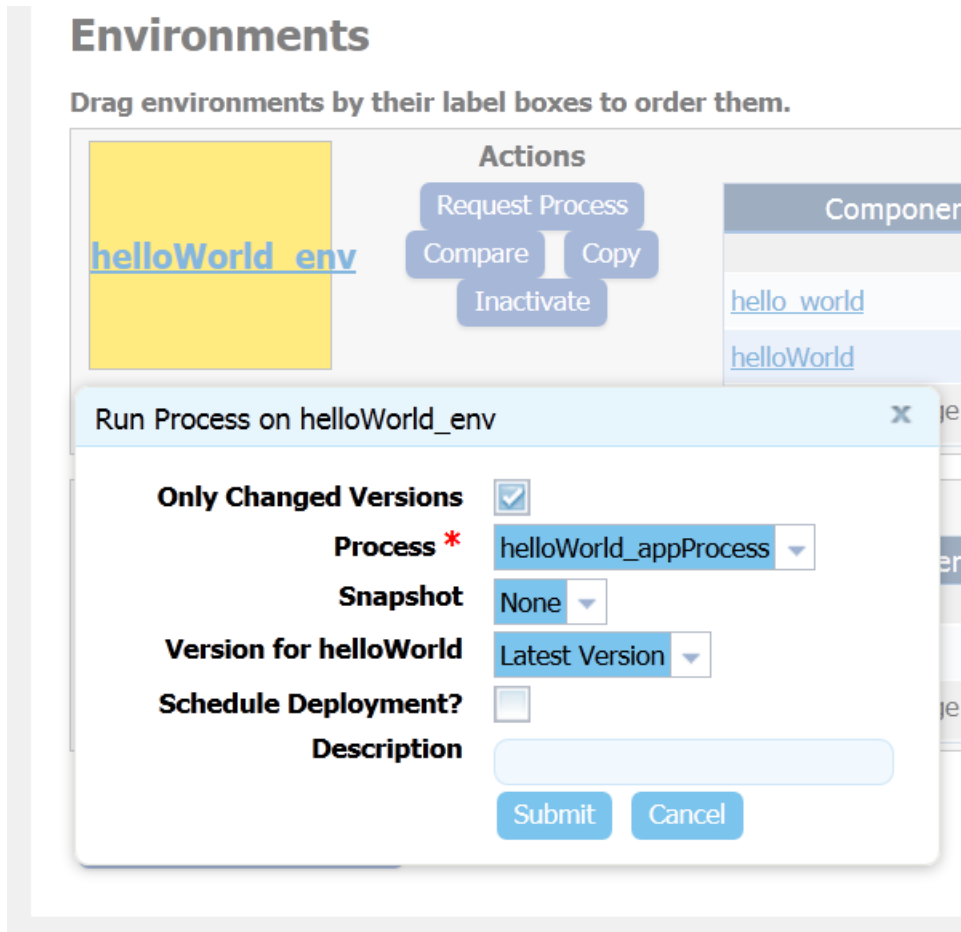 Environments
Drag environments by their label boxes to order them.
Actions
Request Process
helloWorld_env
Compare Copy
Inactivate
hello_world
helloWorld
Run Process on helloWorld_env x
Only Changed Versions
Process * helloWorld_appProcess
Snapshot None
Version for helloWorld Latest Version
Schedule Deployment?
Description
Submit Cancel